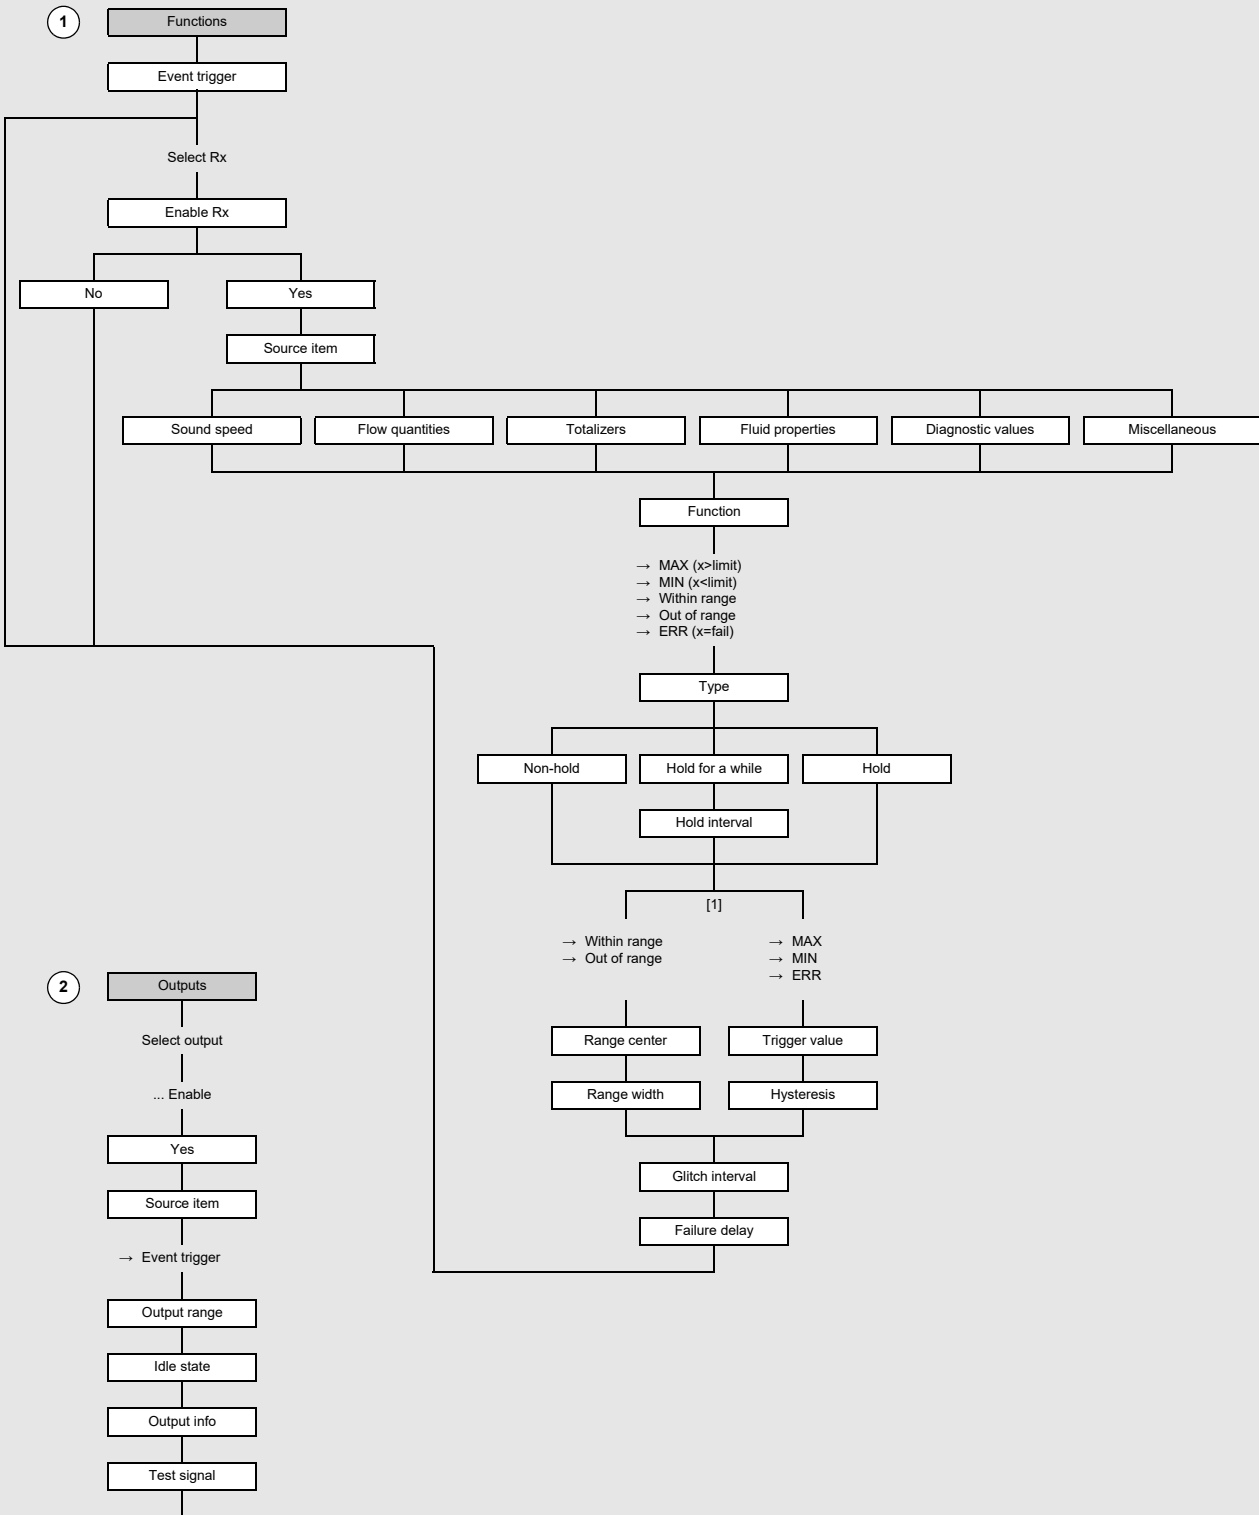 1
Functions
Event trigger
Select Rx
Enable Rx
No
Yes
Source item
Sound speed
Flow quantities
Totalizers
Fluid properties
Diagnostic values
Miscellaneous
Function
→ MAX (x>limit)
→ MIN (x<limit)
→ Within range
→ Out of range
→ ERR (x=fail)
Type
Non-hold
Hold for a while
Hold
Hold interval
[1]
→ Within range
→ Out of range
→ MAX
→ MIN
→ ERR
Range center
Trigger value
Range width
Hysteresis
Glitch interval
Failure delay
2
Outputs
Select output
... Enable
Yes
Source item
→ Event trigger
Output range
Idle state
Output info
Test signal